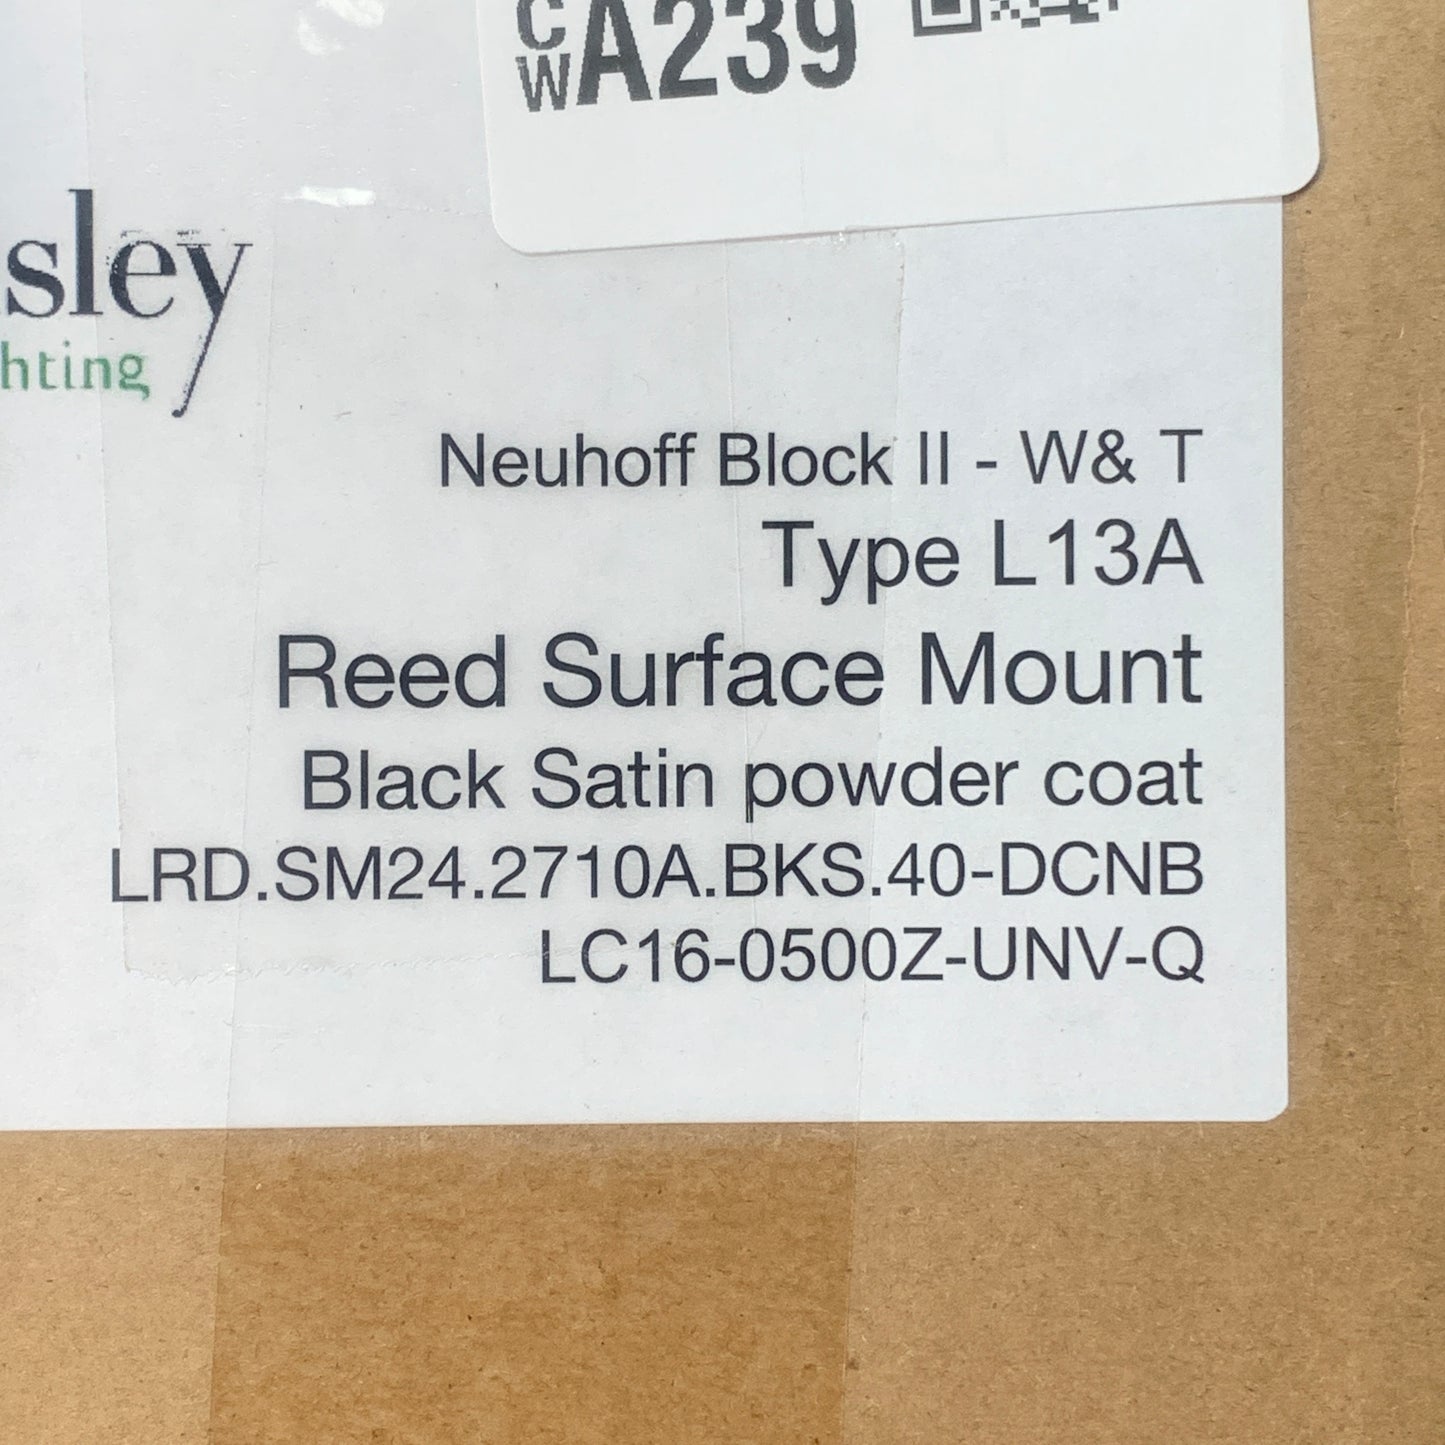 CW A239
sley
hting
Neuhoff Block II - W& T
Type L13A
Reed Surface Mount
Black Satin powder coat
LRD.SM24.2710A.BKS.40-DCNB
LC16-0500Z-UNV-Q